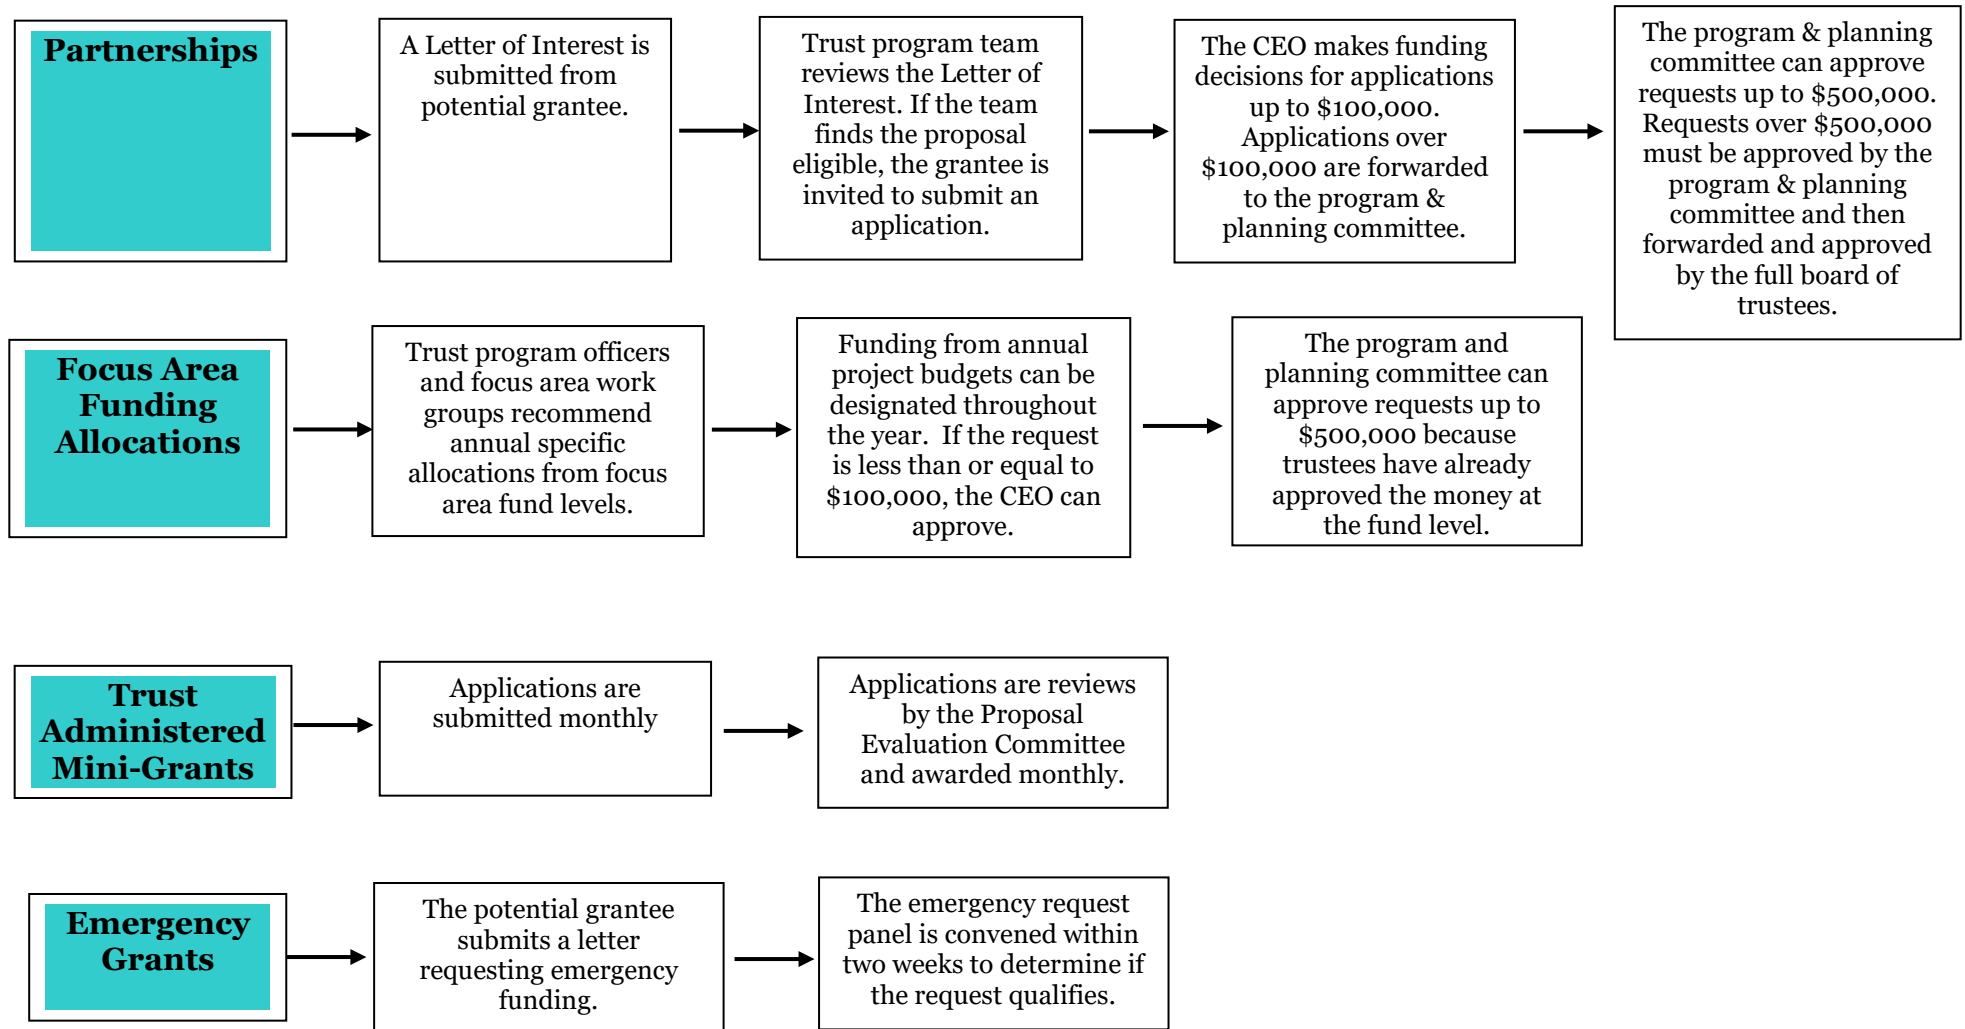 Partnerships
A Letter of Interest is
submitted from
potential grantee.
Trust program team
reviews the Letter of
Interest. If the team
finds the proposal
eligible, the grantee is
invited to submit an
application.
The CEO makes funding
decisions for applications
up to $100,000.
Applications over
$100,000 are forwarded
to the program &
planning committee.
The program & planning
committee can approve
requests up to $500,000.
Requests over $500,000
must be approved by the
program & planning
committee and then
forwarded and approved
by the full board of
trustees.
Focus Area
Funding
Allocations
Trust program officers
and focus area work
groups recommend
annual specific
allocations from focus
area fund levels.
Funding from annual
project budgets can be
designated throughout
the year.  If the request
is less than or equal to
$100,000, the CEO can
approve.
The program and
planning committee can
approve requests up to
$500,000 because
trustees have already
approved the money at
the fund level.
Trust
Administered
Mini-Grants
Applications are
submitted monthly
Applications are reviews
by the Proposal
Evaluation Committee
and awarded monthly.
Emergency
Grants
The potential grantee
submits a letter
requesting emergency
funding.
The emergency request
panel is convened within
two weeks to determine if
the request qualifies.